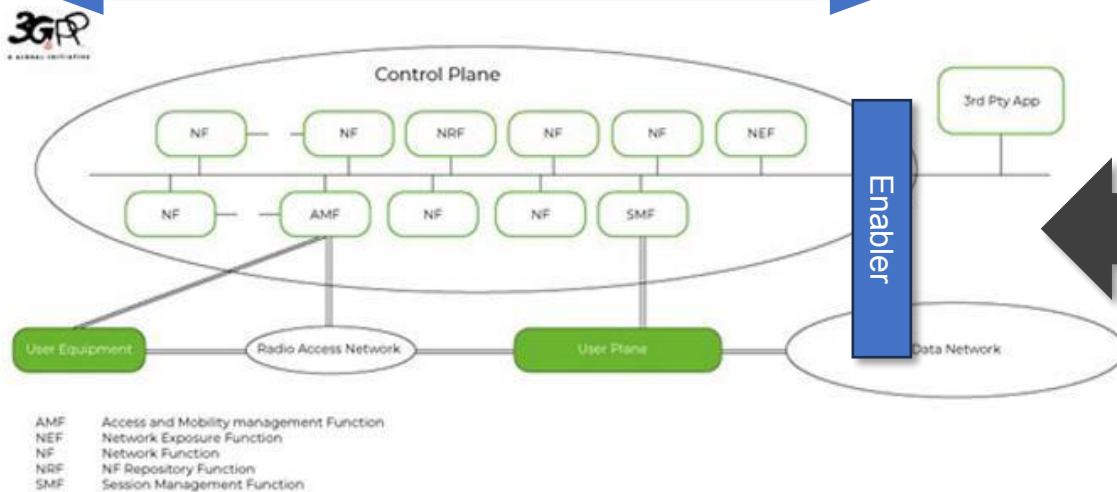 3GPP
A GLOBAL INITIATIVE
Control Plane
3rd Pty App
NF
NF
NRF
NF
NF
NEF
Enabler
NF
AMF
NF
NF
SMF
User Equipment
Radio Access Network
User Plane
Data Network
AMF Access and Mobility management Function
NEF Network Exposure Function
NF Network Function
NRF NF Repository Function
SMF Session Management Function